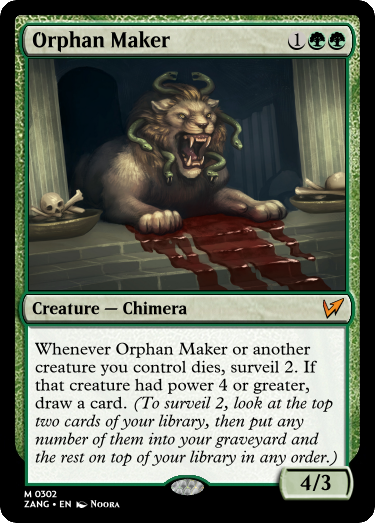 Orphan Maker 1
Creature — Chimera
Whenever Orphan Maker or another
creature you control dies, surveil 2. If
that creature had power 4 or greater,
draw a card. (To surveil 2, look at the top
two cards of your library, then put any
number of them into your graveyard and
the rest on top of your library in any order.)
4/3
M 0302
ZANG • EN Noora